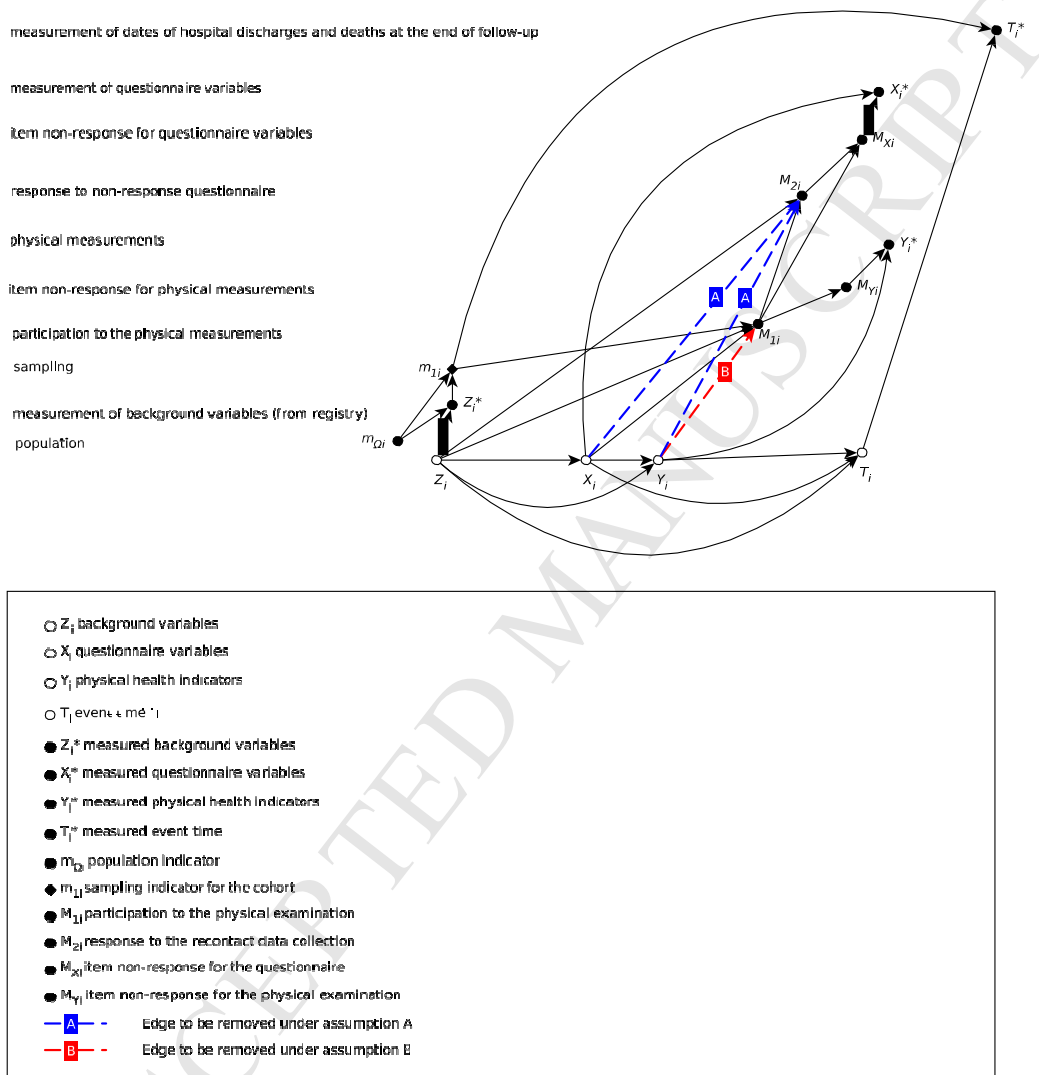 measurement of dates of hospital discharges and deaths at the end of follow-up
T_i*
measurement of questionnaire variables
X_i*
item non-response for questionnaire variables
M_Xi
response to non-response questionnaire
M_2i
physical measurements
Y_i*
item non-response for physical measurements
M_Yi
A A
participation to the physical measurements
M_1i
sampling
m_1i
B
measurement of background variables (from registry)
Z_i*
population
m_Ωi
Z_i X_i Y_i T_i
Z_i background variables
X_i questionnaire variables
Y_i physical health indicators
T_i event
Z_i* measured background variables
X_i* measured questionnaire variables
Y_i* measured physical health indicators
T_i* measured event time
m_Ωi population indicator
m_1i sampling indicator for the cohort
M_1i participation to the physical examination
M_2i response to the recontact data collection
M_Xi item non-response for the questionnaire
M_Yi item non-response for the physical examination
A Edge to be removed under assumption A
B Edge to be removed under assumption B
CEPTED MANUSCRIPT